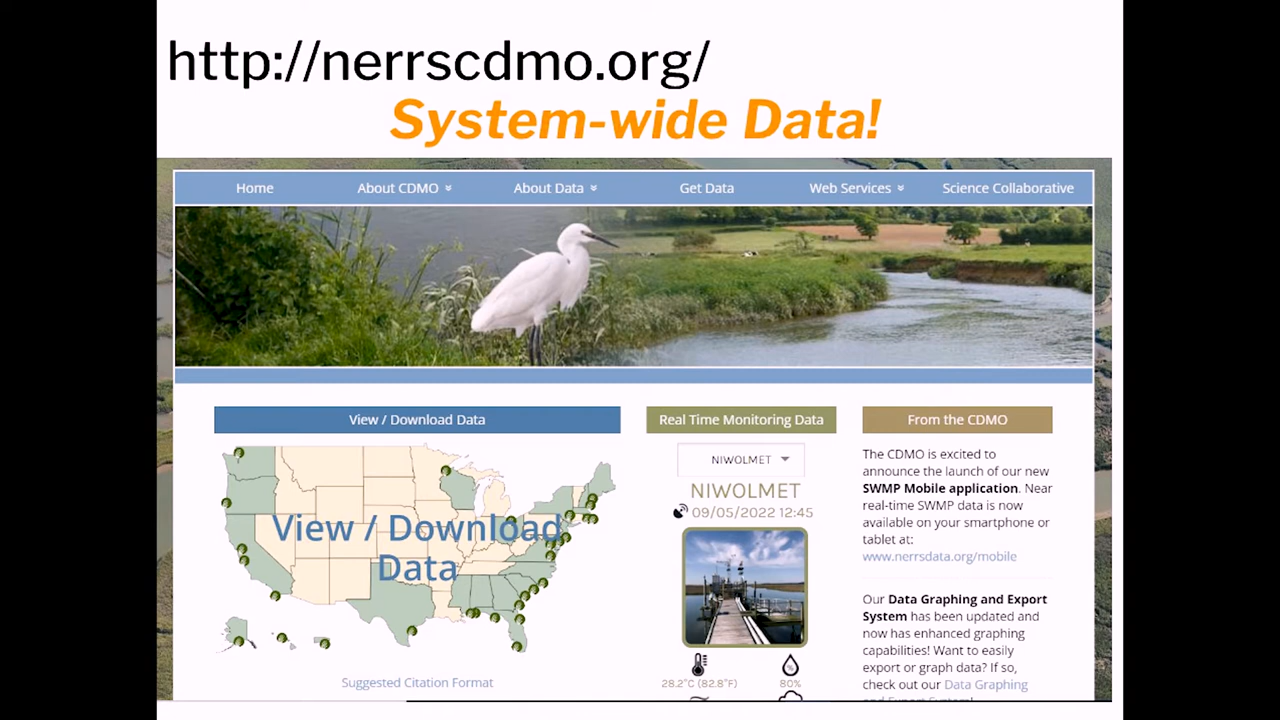 http://nerrscdmo.org/
System-wide Data!
Home
About CDMO
About Data
Get Data
Web Services
Science Collaborative
View / Download Data
View / Download
Data
Suggested Citation Format
Real Time Monitoring Data
NIWOLMET
NIWOLMET
09/05/2022 12:45
28.2°C (82.8°F)
80%
From the CDMO
The CDMO is excited to
announce the launch of our new
SWMP Mobile application. Near
real-time SWMP data is now
available on your smartphone or
tablet at:
www.nerrsdata.org/mobile
Our Data Graphing and Export
System has been updated and
now has enhanced graphing
capabilities! Want to easily
export or graph data? If so,
check out our Data Graphing
and Export System!